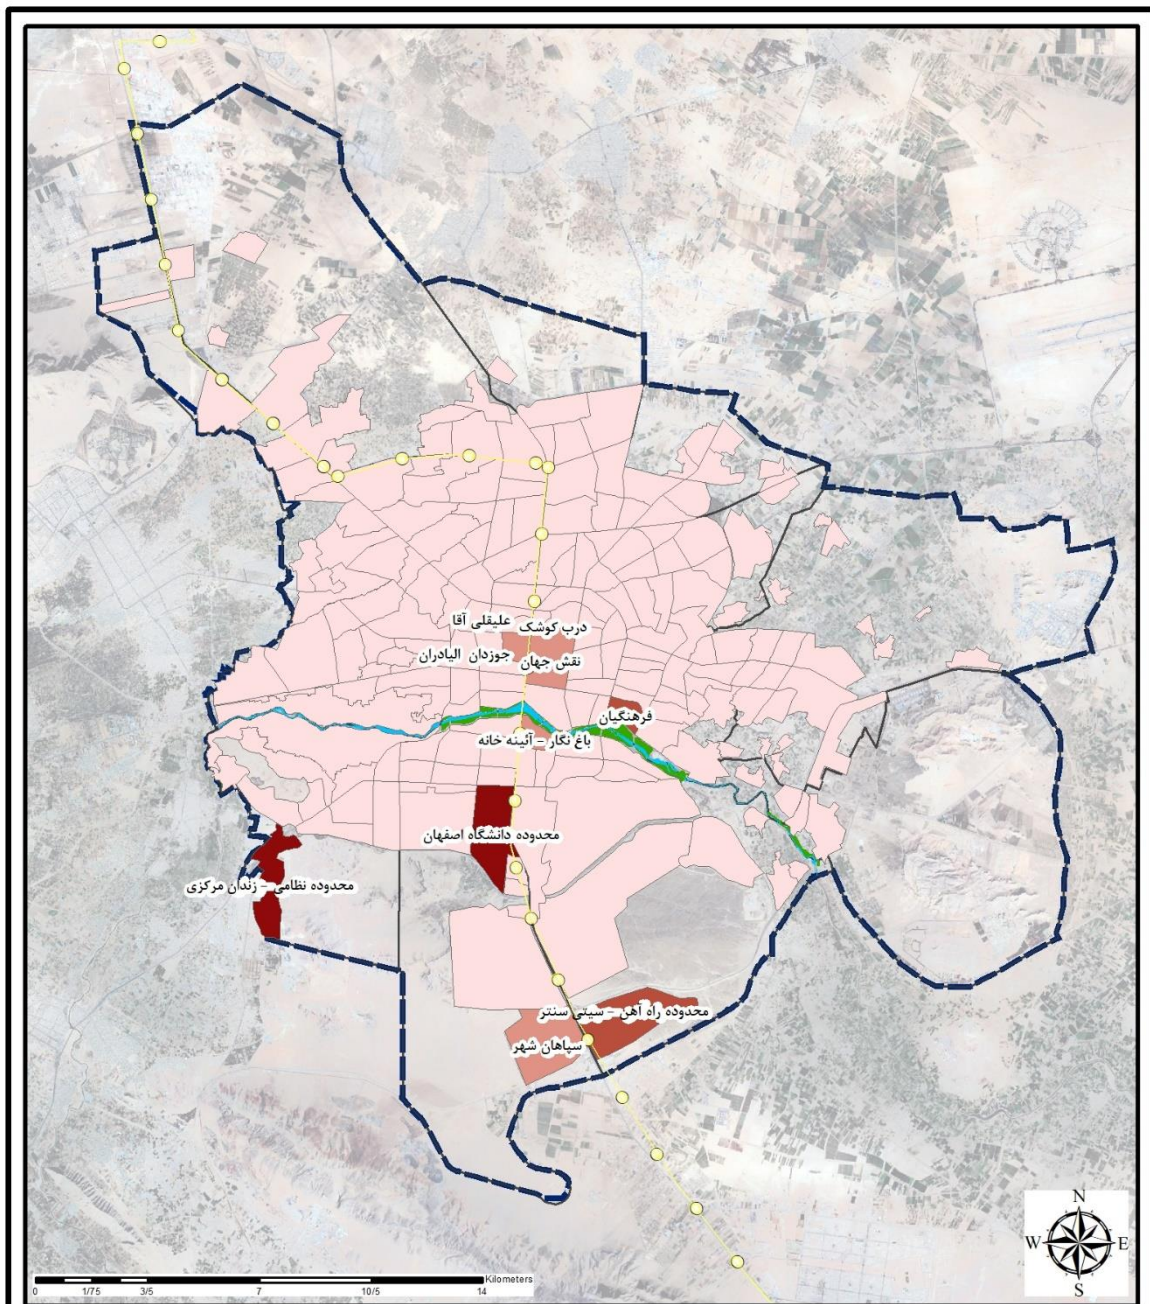 علیقلی آقا
درب کوشک
جوزدان الیادران
نقش جهان
فرهنگیان
باغ نگار - آئینه خانه
محدوده دانشگاه اصفهان
محدوده نظامی - زندان مرکزی
محدوده راه آهن - سیتی سنتر
سپاهان شهر
N
W E
S
Kilometers
0 1/75 3/5 7 10/5 14